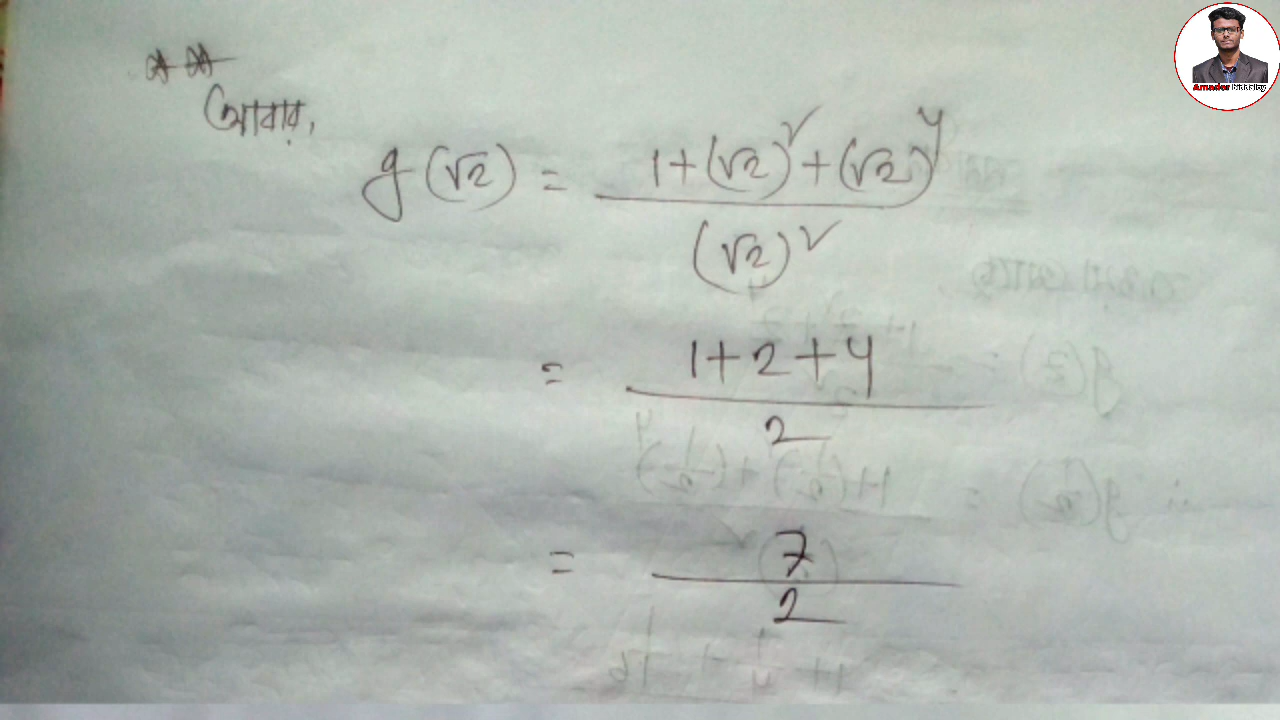 আবার,
g(√2) = 1+(√2)²+(√2)⁴ / (√2)²
= 1+2+4 / 2
= 7 / 2